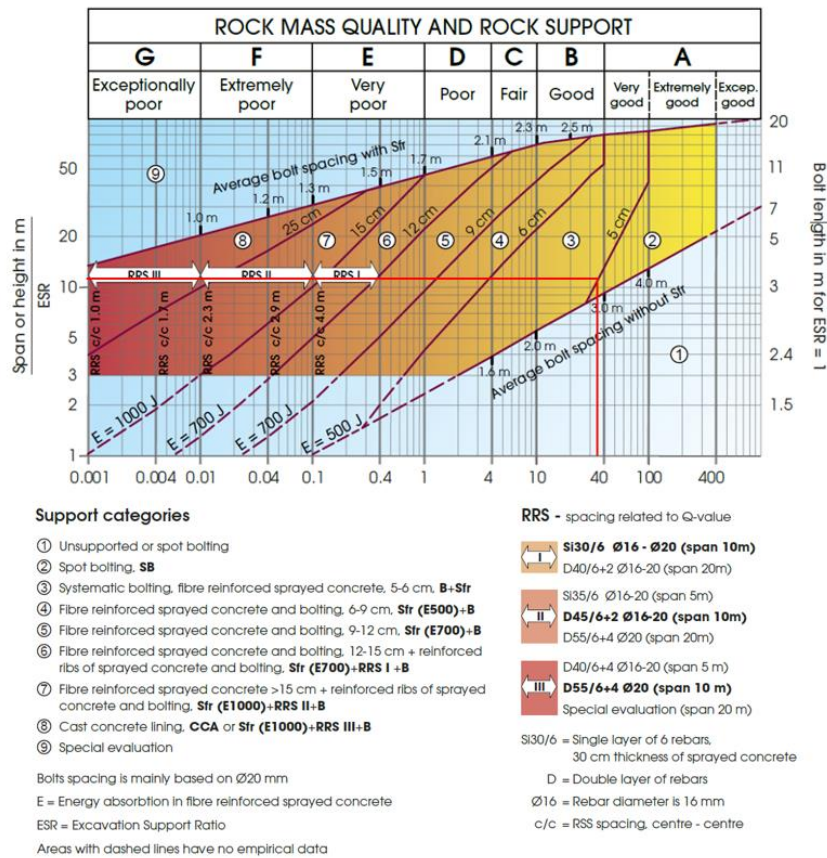 ROCK MASS QUALITY AND ROCK SUPPORT
G F E D C B A
Exceptionally poor
Extremely poor
Very poor
Poor
Fair
Good
Very good
Extremely good
Excep. good
Average bolt spacing with Sfr
1.0 m
1.2 m
1.3 m
1.5 m
1.7 m
2.1 m
2.3 m
2.5 m
25 cm
15 cm
12 cm
9 cm
6 cm
5 cm
⑨
⑧ ⑦ ⑥ ⑤ ④ ③ ②
①
RRS III
RRS II
RRS I
RRS c/c 1.0 m
RRS c/c 1.7 m
RRS c/c 2.3 m
RRS c/c 2.9 m
RRS c/c 4.0 m
E = 1000 J
E = 700 J
E = 700 J
E = 500 J
1.6 m
2.0 m
3.0 m
4.0 m
Average bolt spacing without Sfr
Span or height in m
ESR
50
20
10
5
3
2
1
Bolt length in m for ESR = 1
20
11
7
5
3
2.4
1.5
0.001 0.004 0.01 0.04 0.1 0.4 1 4 10 40 100 400
Support categories
① Unsupported or spot bolting
② Spot bolting, SB
③ Systematic bolting, fibre reinforced sprayed concrete, 5-6 cm, B+Sfr
④ Fibre reinforced sprayed concrete and bolting, 6-9 cm, Sfr (E500)+B
⑤ Fibre reinforced sprayed concrete and bolting, 9-12 cm, Sfr (E700)+B
⑥ Fibre reinforced sprayed concrete and bolting, 12-15 cm + reinforced
ribs of sprayed concrete and bolting, Sfr (E700)+RRS I +B
⑦ Fibre reinforced sprayed concrete >15 cm + reinforced ribs of sprayed
concrete and bolting, Sfr (E1000)+RRS II+B
⑧ Cast concrete lining, CCA or Sfr (E1000)+RRS III+B
⑨ Special evaluation
Bolts spacing is mainly based on Ø20 mm
E = Energy absorbtion in fibre reinforced sprayed concrete
ESR = Excavation Support Ratio
Areas with dashed lines have no empirical data
RRS - spacing related to Q-value
I
Si30/6 Ø16 - Ø20 (span 10m)
D40/6+2 Ø16-20 (span 20m)
II
Si35/6 Ø16-20 (span 5m)
D45/6+2 Ø16-20 (span 10m)
D55/6+4 Ø20 (span 20m)
III
D40/6+4 Ø16-20 (span 5 m)
D55/6+4 Ø20 (span 10 m)
Special evaluation (span 20 m)
Si30/6 = Single layer of 6 rebars,
30 cm thickness of sprayed concrete
D = Double layer of rebars
Ø16 = Rebar diameter is 16 mm
c/c = RSS spacing, centre - centre